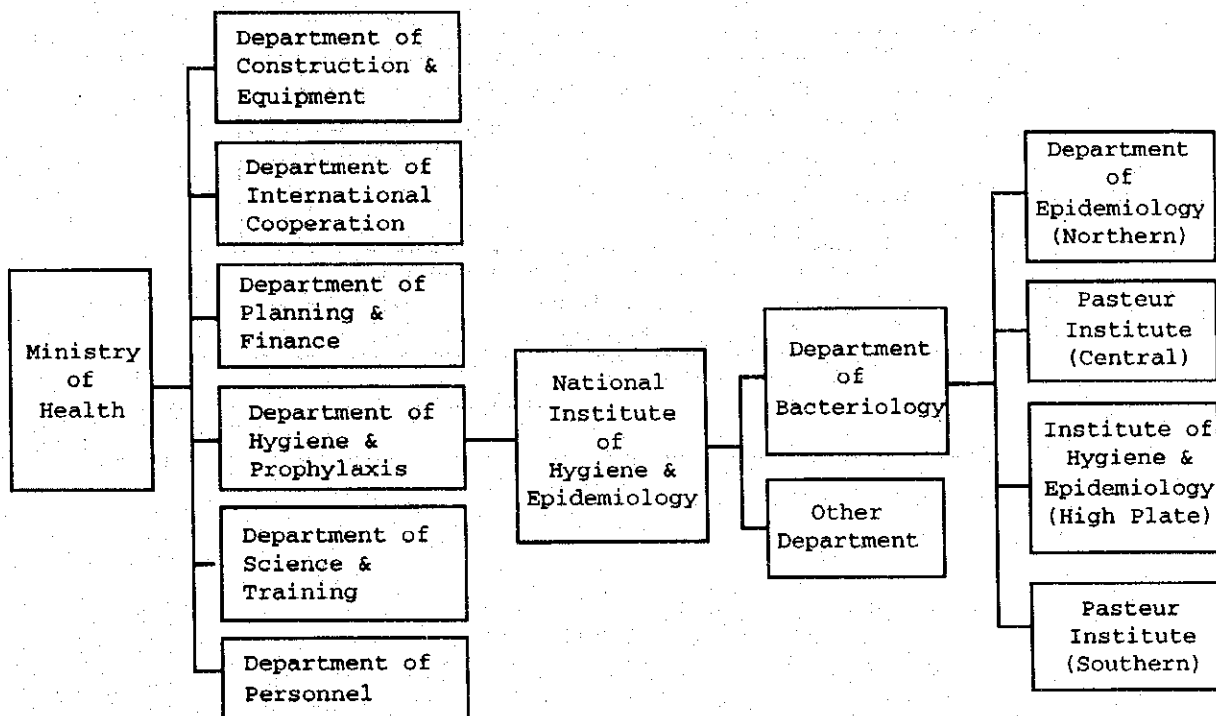 Department of
Construction &
Equipment
Department of
International
Cooperation
Department of
Planning &
Finance
Ministry
of
Health
Department of
Hygiene &
Prophylaxis
Department of
Science &
Training
Department of
Personnel
National
Institute
of
Hygiene &
Epidemiology
Department
of
Bacteriology
Other
Department
Department
of
Epidemiology
(Northern)
Pasteur
Institute
(Central)
Institute of
Hygiene &
Epidemiology
(High Plate)
Pasteur
Institute
(Southern)